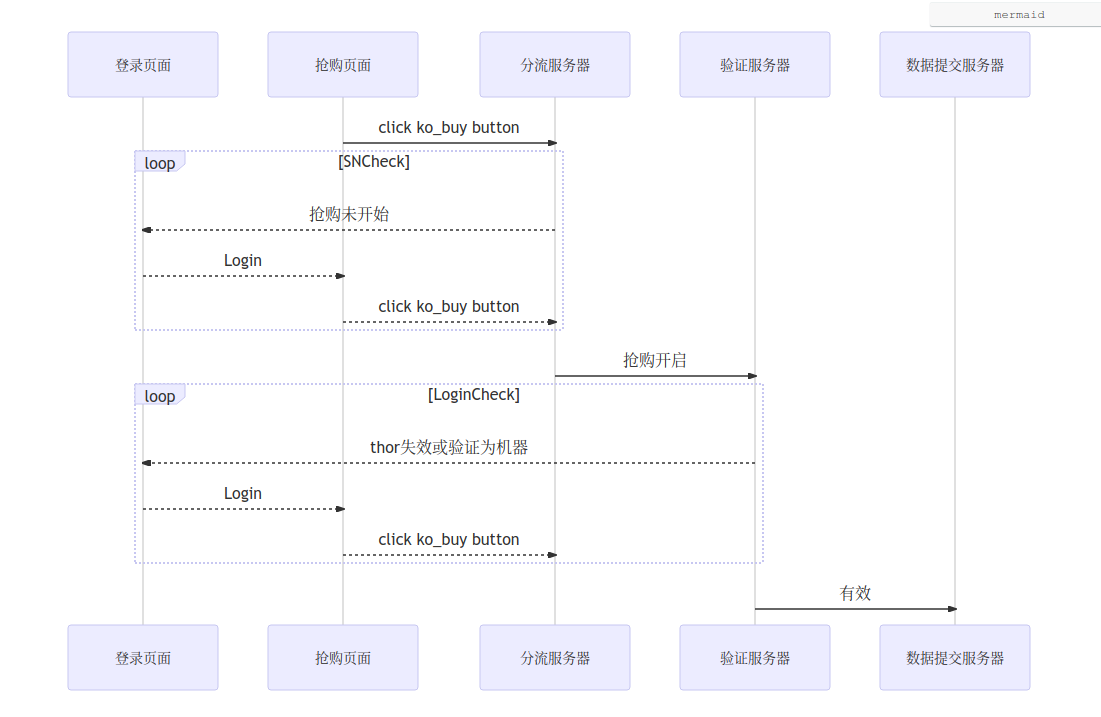 mermaid
登录页面
抢购页面
分流服务器
验证服务器
数据提交服务器
click ko_buy button
loop
[SNCheck]
抢购未开始
Login
click ko_buy button
抢购开启
loop
[LoginCheck]
thor失效或验证为机器
Login
click ko_buy button
有效
登录页面
抢购页面
分流服务器
验证服务器
数据提交服务器